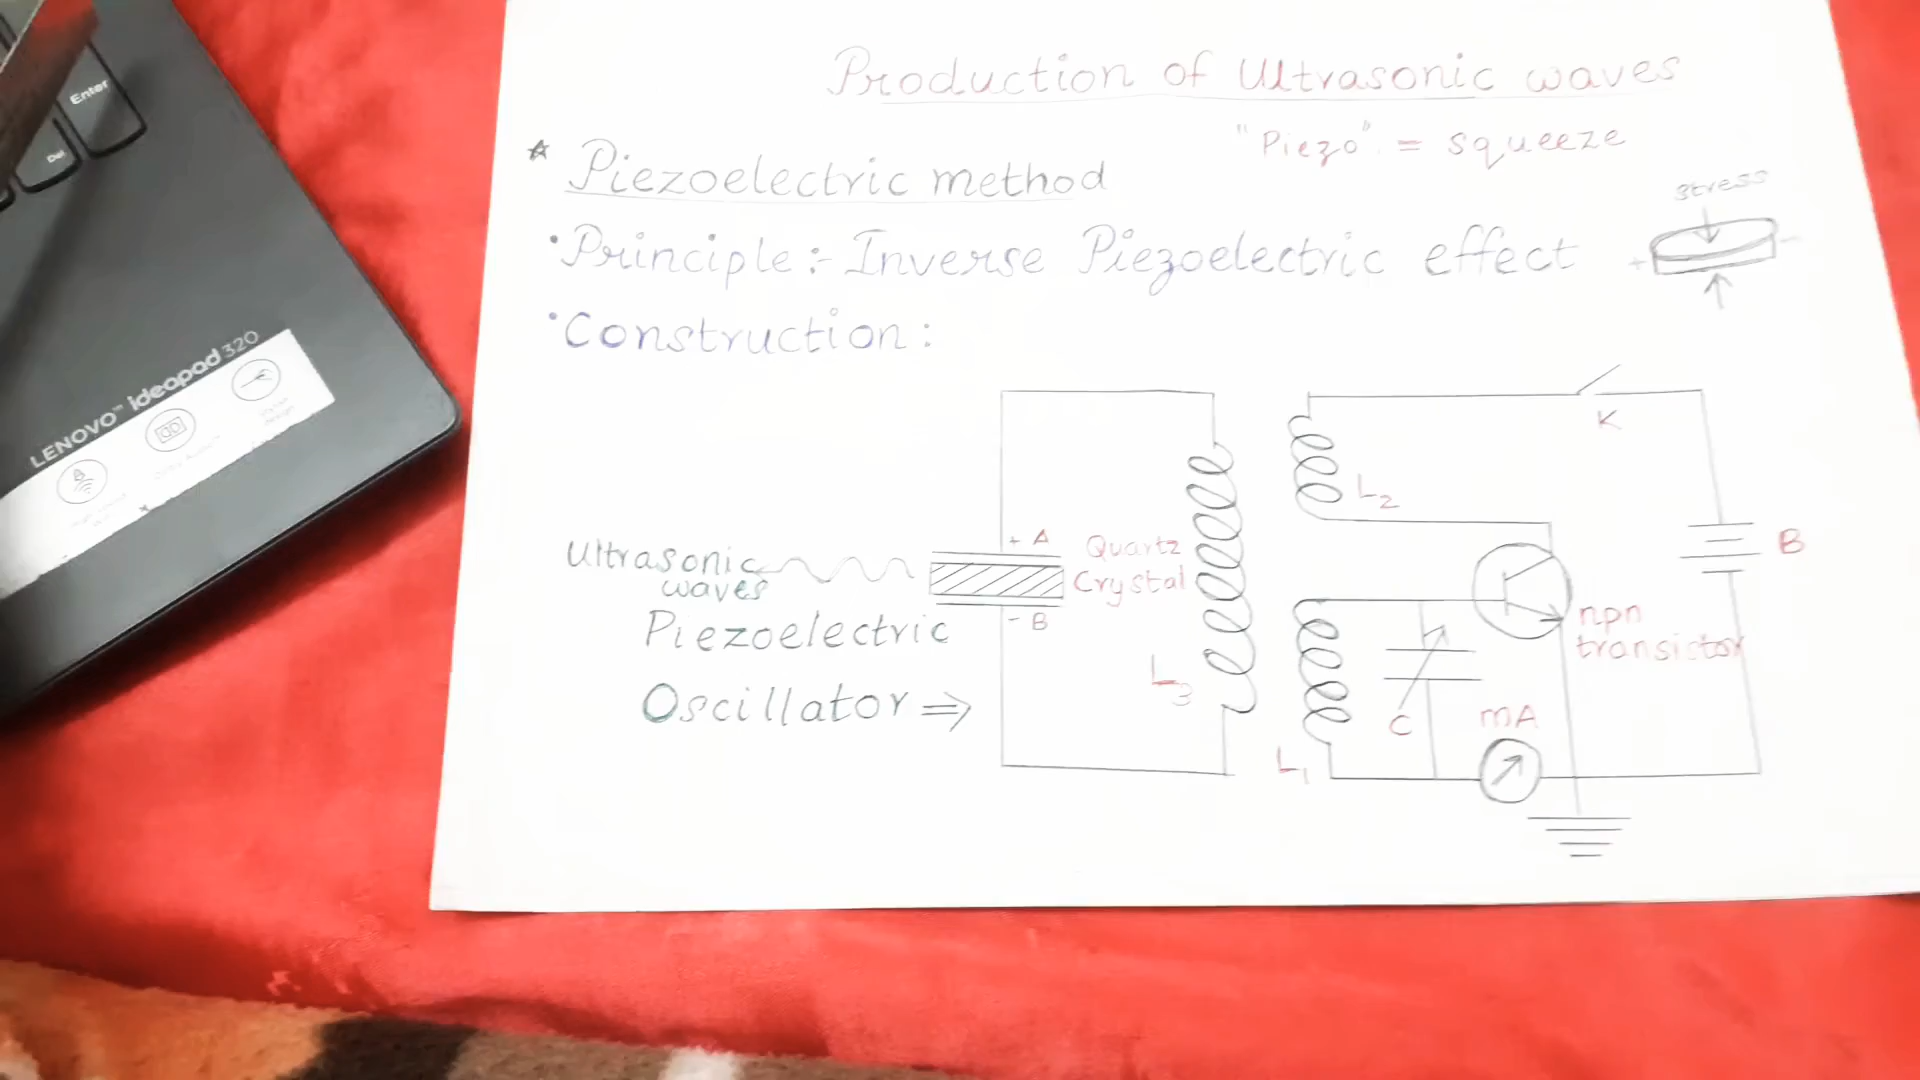 Production of Ultrasonic waves
"Piezo" = squeeze
* Piezoelectric method
stress
• Principle :- Inverse Piezoelectric effect
+ -
• Construction :
K
L2
+ A
Quartz
Crystal
B
Ultrasonic
waves
- B
npn
transistor
Piezoelectric
L3
Oscillator ⇒
C
mA
L1
Enter
Del
LENOVO™ ideapad 320